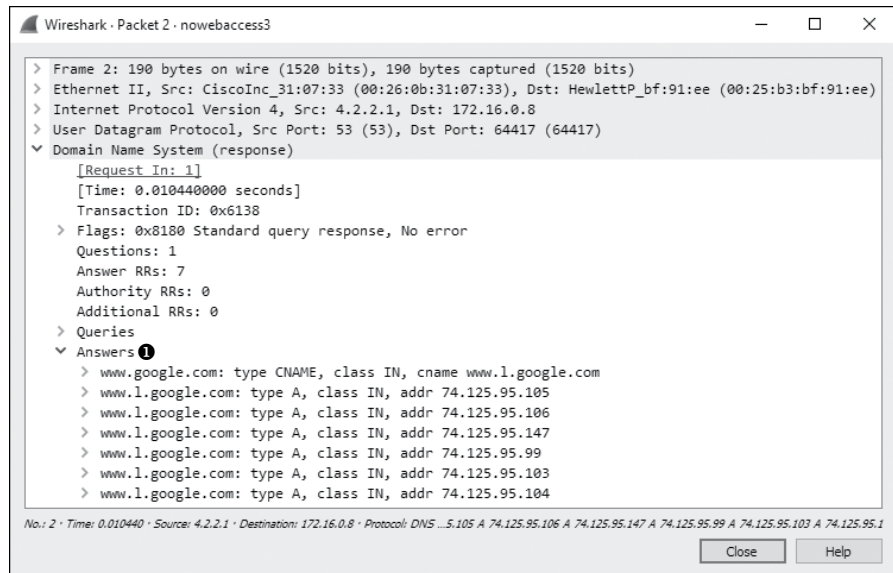 Wireshark · Packet 2 · nowebaccess3
> Frame 2: 190 bytes on wire (1520 bits), 190 bytes captured (1520 bits)
> Ethernet II, Src: CiscoInc_31:07:33 (00:26:0b:31:07:33), Dst: HewlettP_bf:91:ee (00:25:b3:bf:91:ee)
> Internet Protocol Version 4, Src: 4.2.2.1, Dst: 172.16.0.8
> User Datagram Protocol, Src Port: 53 (53), Dst Port: 64417 (64417)
Domain Name System (response)
[Request In: 1]
[Time: 0.010440000 seconds]
Transaction ID: 0x6138
> Flags: 0x8180 Standard query response, No error
Questions: 1
Answer RRs: 7
Authority RRs: 0
Additional RRs: 0
> Queries
Answers ❶
> www.google.com: type CNAME, class IN, cname www.l.google.com
> www.l.google.com: type A, class IN, addr 74.125.95.105
> www.l.google.com: type A, class IN, addr 74.125.95.106
> www.l.google.com: type A, class IN, addr 74.125.95.147
> www.l.google.com: type A, class IN, addr 74.125.95.99
> www.l.google.com: type A, class IN, addr 74.125.95.103
> www.l.google.com: type A, class IN, addr 74.125.95.104
No.: 2 · Time: 0.010440 · Source: 4.2.2.1 · Destination: 172.16.0.8 · Protocol: DNS ...5.105 A 74.125.95.106 A 74.125.95.147 A 74.125.95.99 A 74.125.95.103 A 74.125.95.1
Close Help